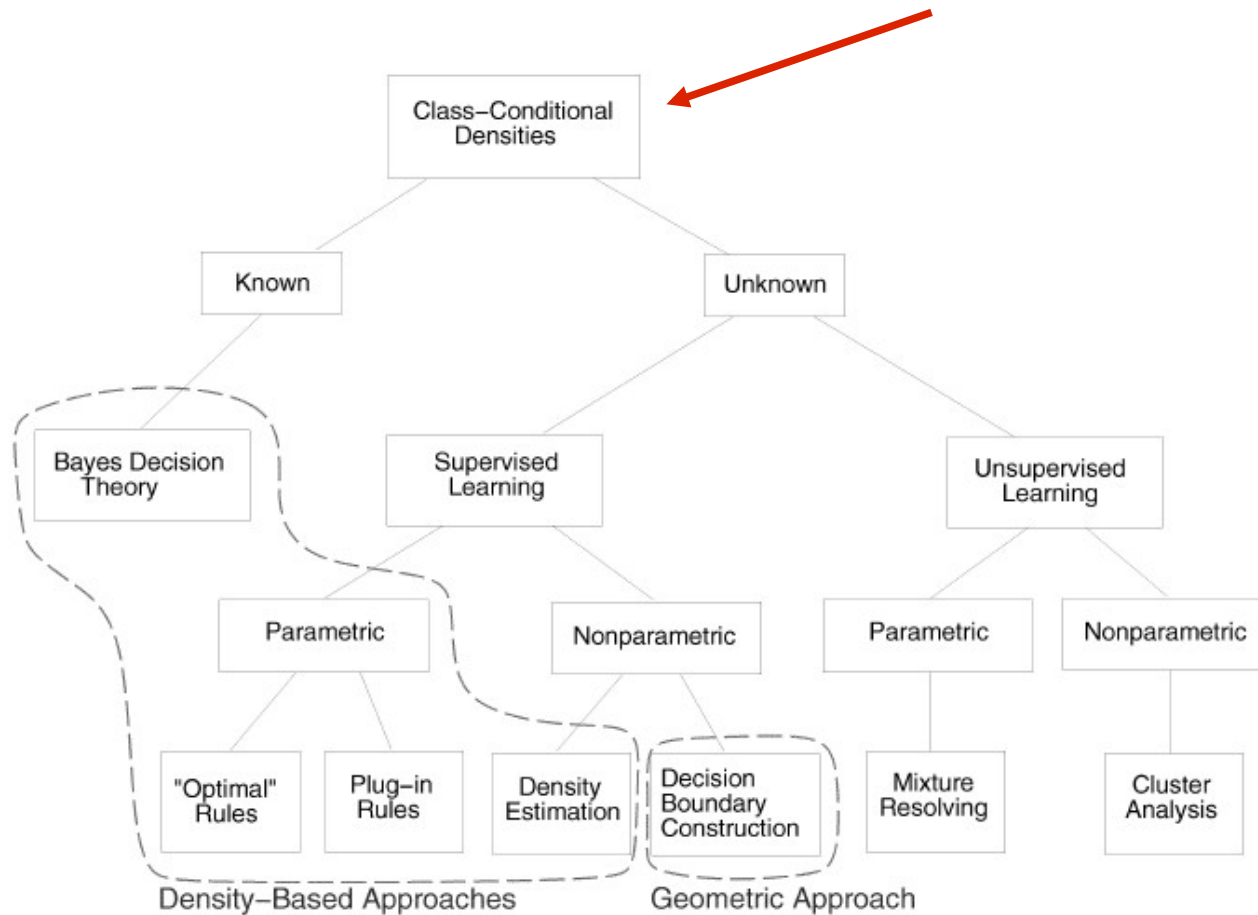 Class–Conditional
Densities
Known
Unknown
Bayes Decision
Theory
Supervised
Learning
Unsupervised
Learning
Parametric
Nonparametric
Parametric
Nonparametric
"Optimal"
Rules
Plug–in
Rules
Density
Estimation
Decision
Boundary
Construction
Mixture
Resolving
Cluster
Analysis
Density–Based Approaches
Geometric Approach